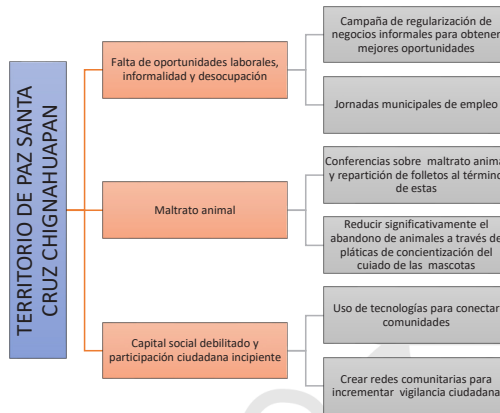 TERRITORIO DE PAZ SANTA
CRUZ CHIGNAHUAPAN
Falta de oportunidades laborales,
informalidad y desocupación
Campaña de regularización de
negocios informales para obtener
mejores oportunidades
Jornadas municipales de empleo
Maltrato animal
Conferencias sobre maltrato anima
y repartición de folletos al término
de estas
Reducir significativamente el
abandono de animales a través de
pláticas de concientización del
cuiado de las mascotas
Capital social debilitado y
participación ciudadana incipiente
Uso de tecnologías para conectar
comunidades
Crear redes comunitarias para
incrementar vigilancia ciudadana